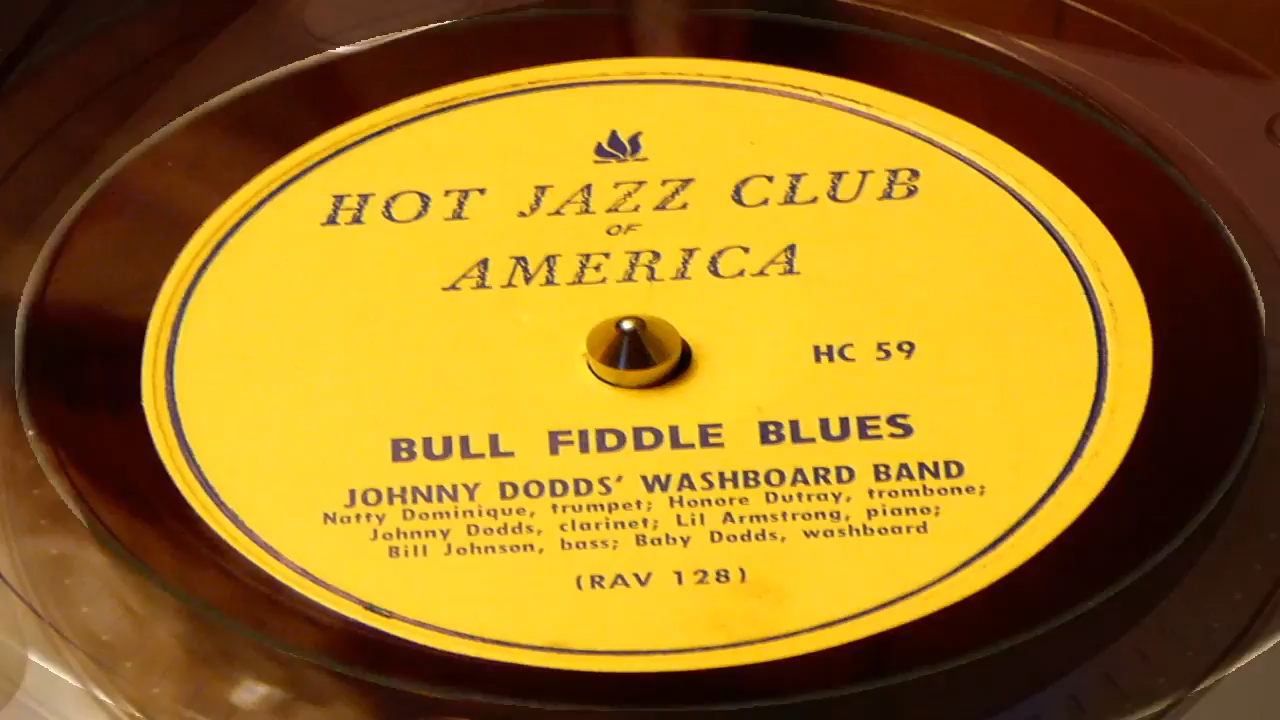 HOT JAZZ CLUB
OF
AMERICA
HC 59
BULL FIDDLE BLUES
JOHNNY DODDS' WASHBOARD BAND
Natty Dominique, trumpet; Honore Dutray, trombone;
Johnny Dodds, clarinet; Lil Armstrong, piano;
Bill Johnson, bass; Baby Dodds, washboard
(RAV 128)